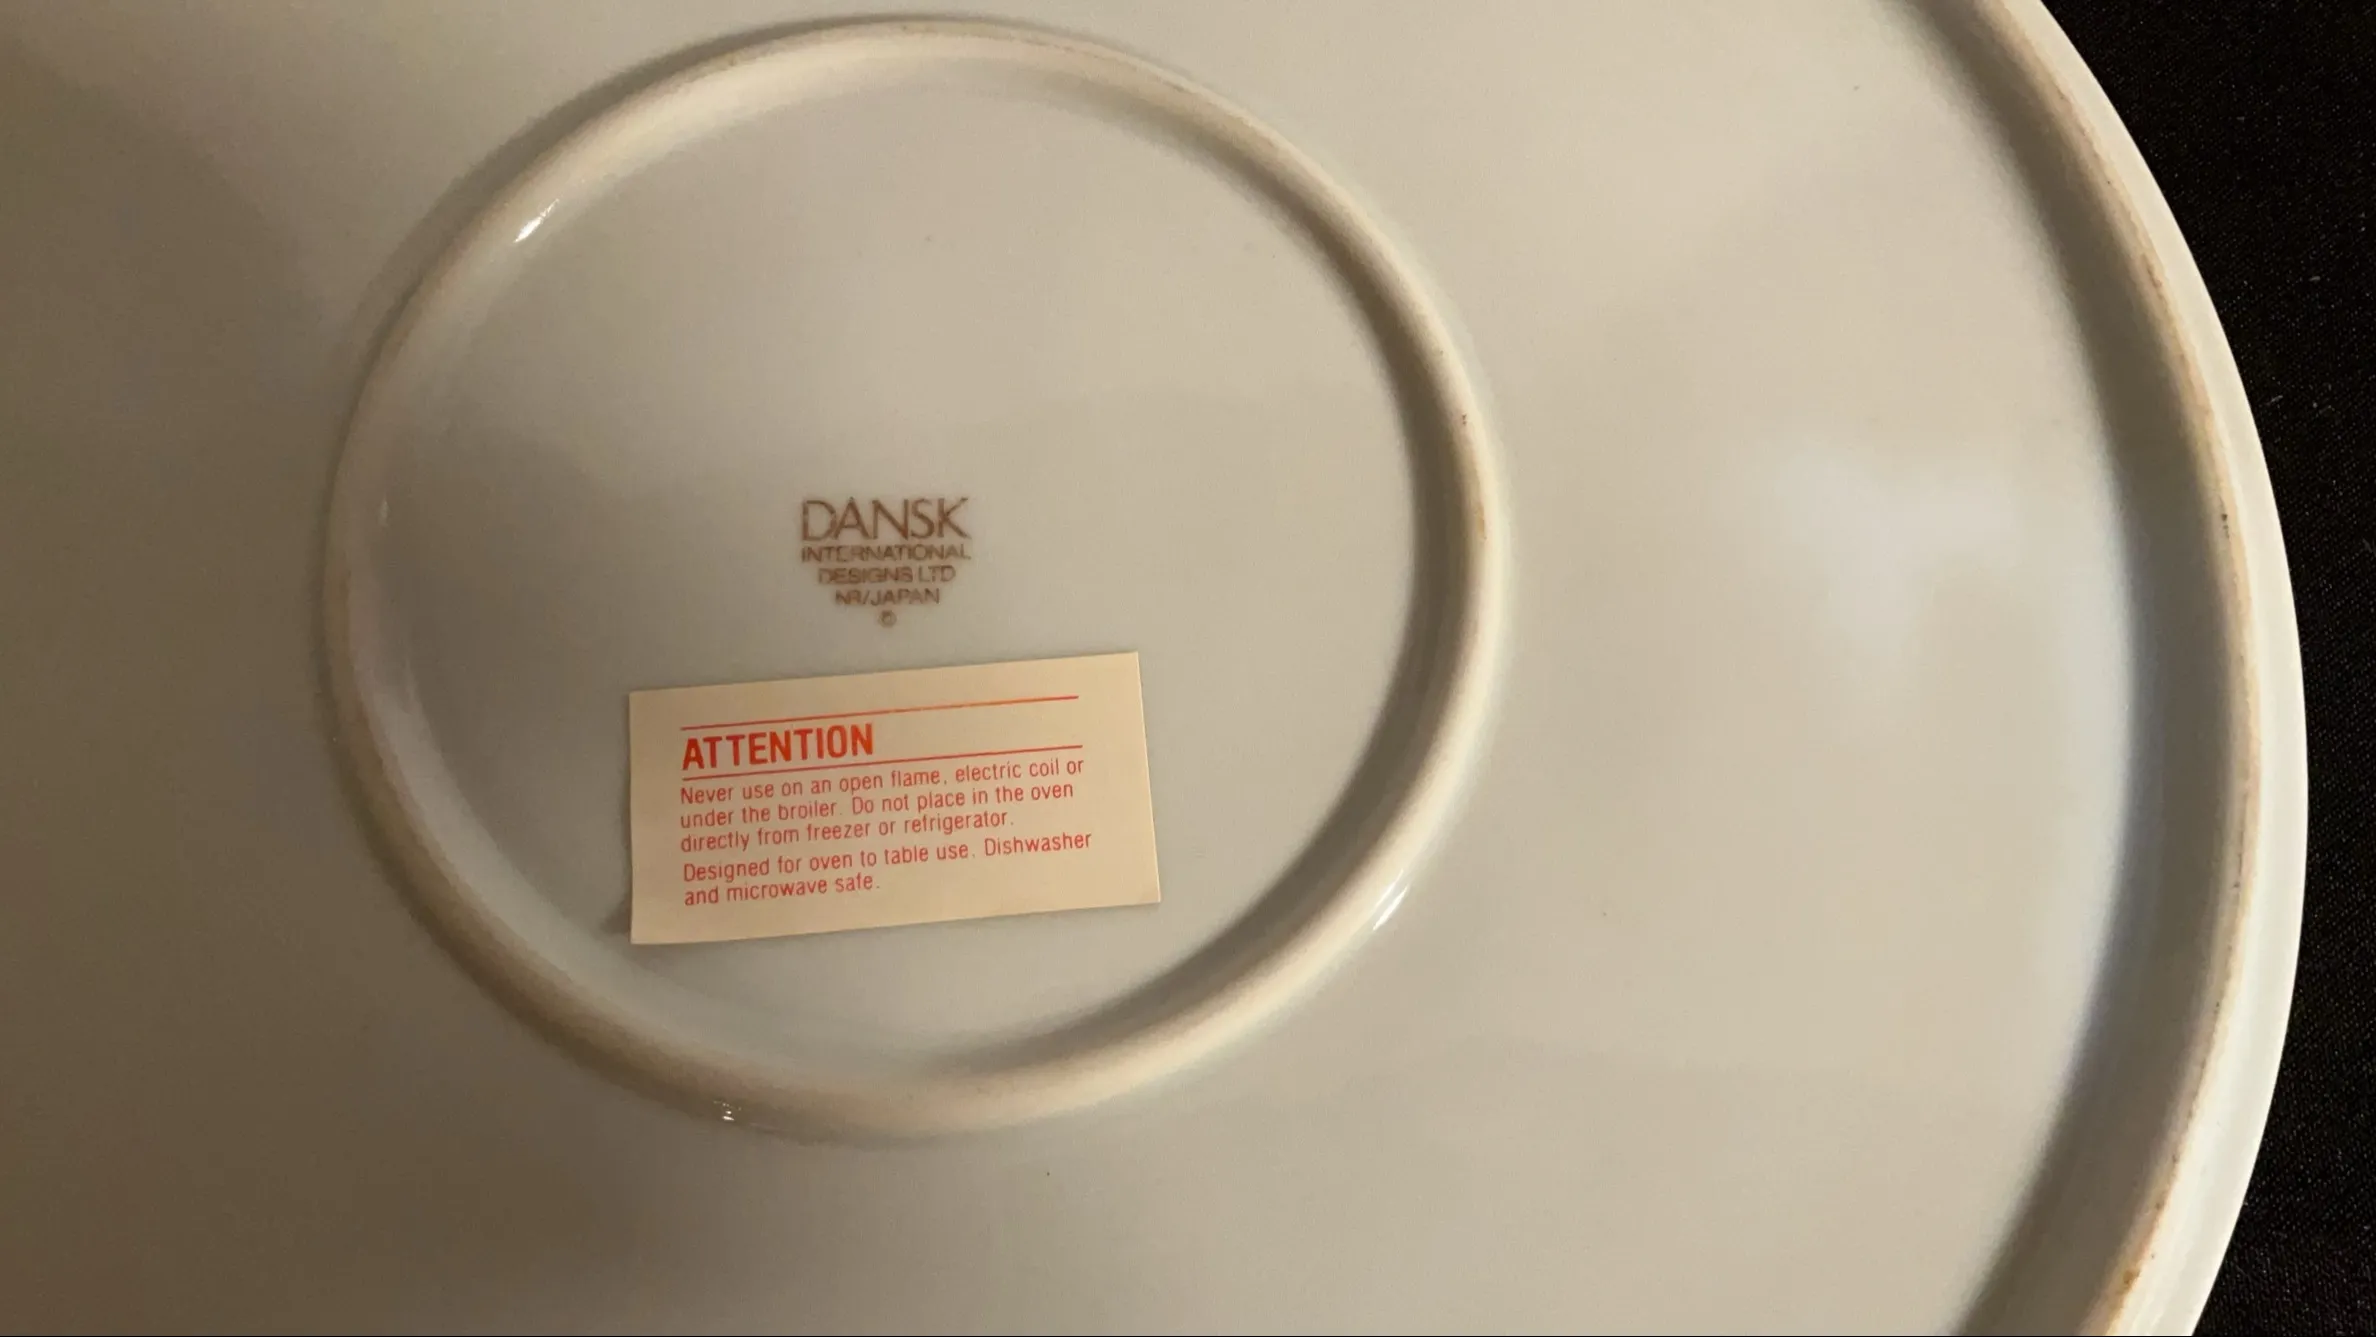 DANSK
INTERNATIONAL
DESIGNS LTD
NR/JAPAN
©
ATTENTION
Never use on an open flame, electric coil or
under the broiler. Do not place in the oven
directly from freezer or refrigerator.
Designed for oven to table use. Dishwasher
and microwave safe.